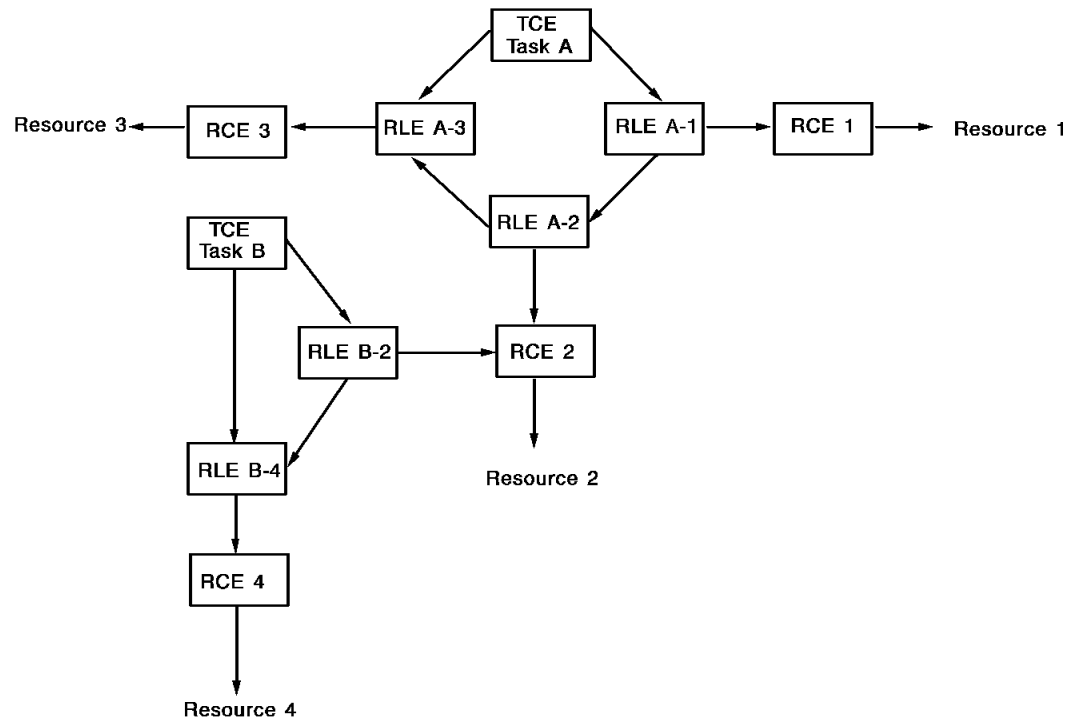 TCE
Task A
Resource 3
RCE 3
RLE A-3
RLE A-1
RCE 1
Resource 1
RLE A-2
TCE
Task B
RLE B-2
RCE 2
RLE B-4
Resource 2
RCE 4
Resource 4